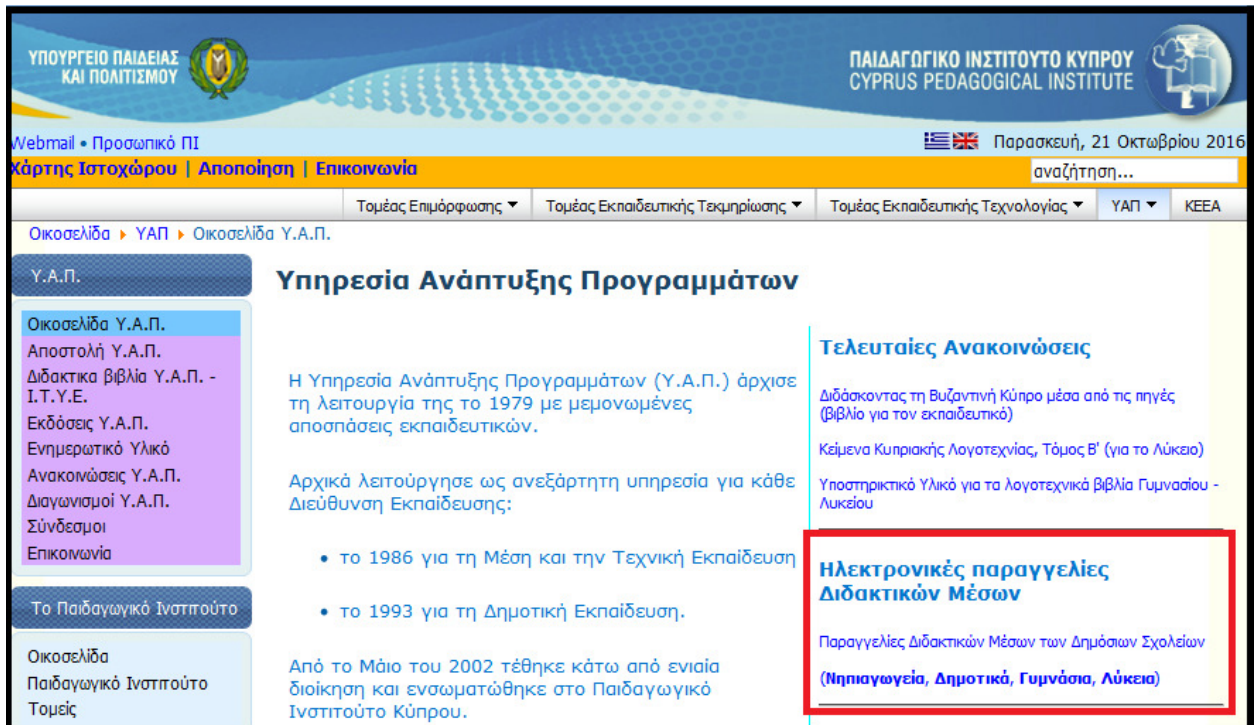 ΥΠΟΥΡΓΕΙΟ ΠΑΙΔΕΙΑΣ
ΚΑΙ ΠΟΛΙΤΙΣΜΟΥ
ΠΑΙΔΑΓΩΓΙΚΟ ΙΝΣΤΙΤΟΥΤΟ ΚΥΠΡΟΥ
CYPRUS PEDAGOGICAL INSTITUTE
Webmail • Προσωπικό ΠΙ
Παρασκευή, 21 Οκτωβρίου 2016
Χάρτης Ιστοχώρου | Αποποίηση | Επικοινωνία
αναζήτηση...
Τομέας Επιμόρφωσης ▼ Τομέας Εκπαιδευτικής Τεκμηρίωσης ▼ Τομέας Εκπαιδευτικής Τεχνολογίας ▼ ΥΑΠ ▼ ΚΕΕΑ
Οικοσελίδα ▸ ΥΑΠ ▸ Οικοσελίδα Υ.Α.Π.
Υ.Α.Π.
Οικοσελίδα Υ.Α.Π.
Αποστολή Υ.Α.Π.
Διδακτικα βιβλία Υ.Α.Π. -
Ι.Τ.Υ.Ε.
Εκδόσεις Υ.Α.Π.
Ενημερωτικό Υλικό
Ανακοινώσεις Υ.Α.Π.
Διαγωνισμοί Υ.Α.Π.
Σύνδεσμοι
Επικοινωνία
Το Παιδαγωγικό Ινστιτούτο
Οικοσελίδα
Παιδαγωγικό Ινστιτούτο
Τομείς
Υπηρεσία Ανάπτυξης Προγραμμάτων
Η Υπηρεσία Ανάπτυξης Προγραμμάτων (Υ.Α.Π.) άρχισε
τη λειτουργία της το 1979 με μεμονωμένες
αποσπάσεις εκπαιδευτικών.
Αρχικά λειτούργησε ως ανεξάρτητη υπηρεσία για κάθε
Διεύθυνση Εκπαίδευσης:
• το 1986 για τη Μέση και την Τεχνική Εκπαίδευση
• το 1993 για τη Δημοτική Εκπαίδευση.
Από το Μάιο του 2002 τέθηκε κάτω από ενιαία
διοίκηση και ενσωματώθηκε στο Παιδαγωγικό
Ινστιτούτο Κύπρου.
Τελευταίες Ανακοινώσεις
Διδάσκοντας τη Βυζαντινή Κύπρο μέσα από τις πηγές
(βιβλίο για τον εκπαιδευτικό)
Κείμενα Κυπριακής Λογοτεχνίας, Τόμος Β' (για το Λύκειο)
Υποστηρικτικό Υλικό για τα λογοτεχνικά βιβλία Γυμνασίου -
Λυκείου
Ηλεκτρονικές παραγγελίες
Διδακτικών Μέσων
Παραγγελίες Διδακτικών Μέσων των Δημόσιων Σχολείων
(Νηπιαγωγεία, Δημοτικά, Γυμνάσια, Λύκεια)